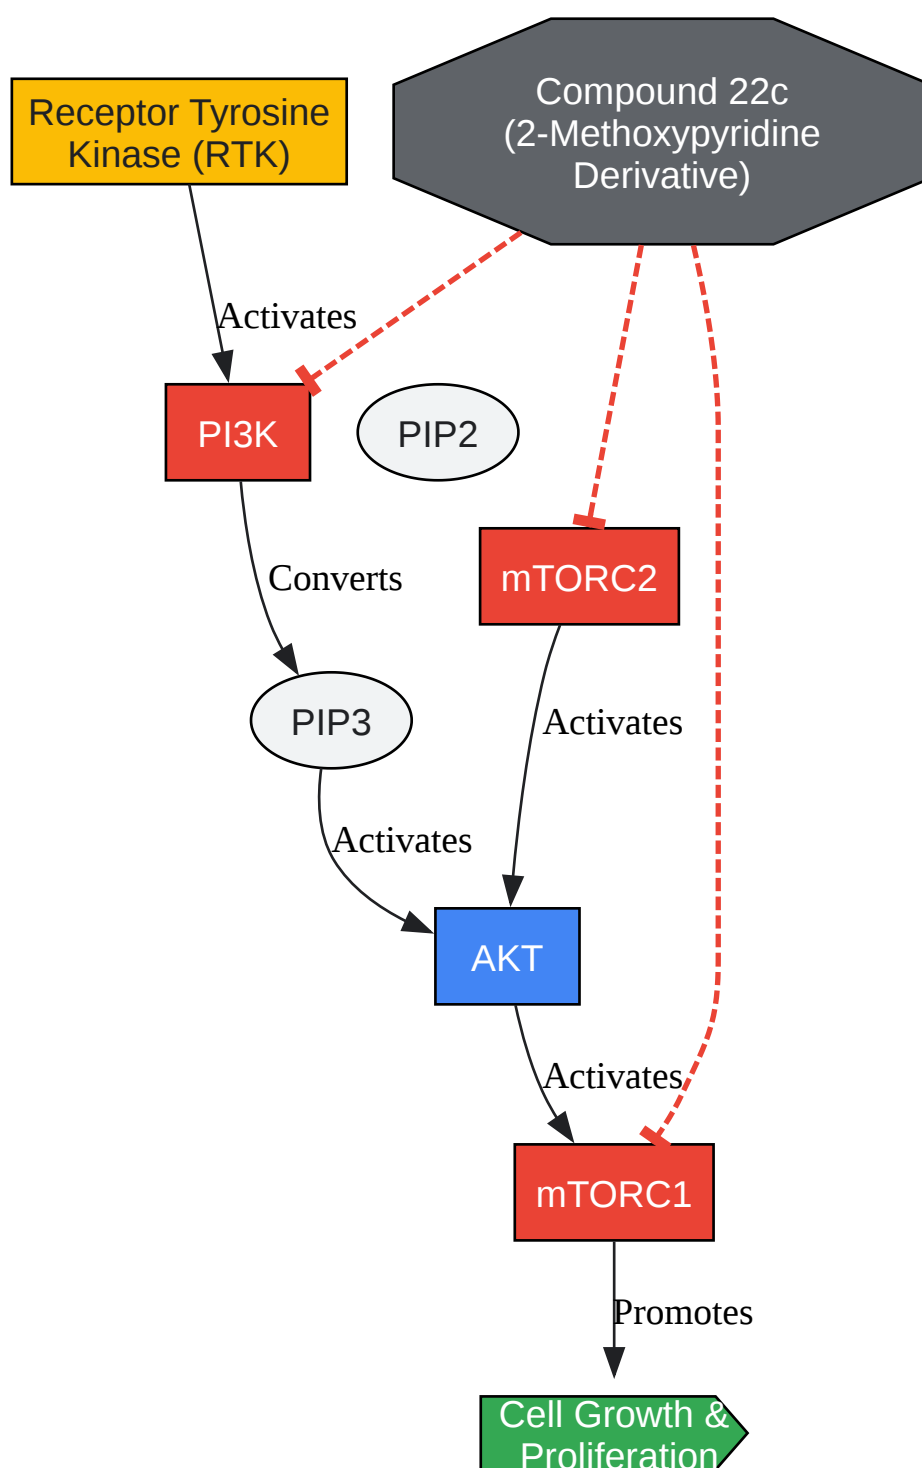 Receptor Tyrosine
Kinase (RTK)
Compound 22c
(2-Methoxypyridine
Derivative)
Activates
PI3K
PIP2
Converts
mTORC2
PIP3
Activates
Activates
AKT
Activates
mTORC1
Promotes
Cell Growth &
Proliferation